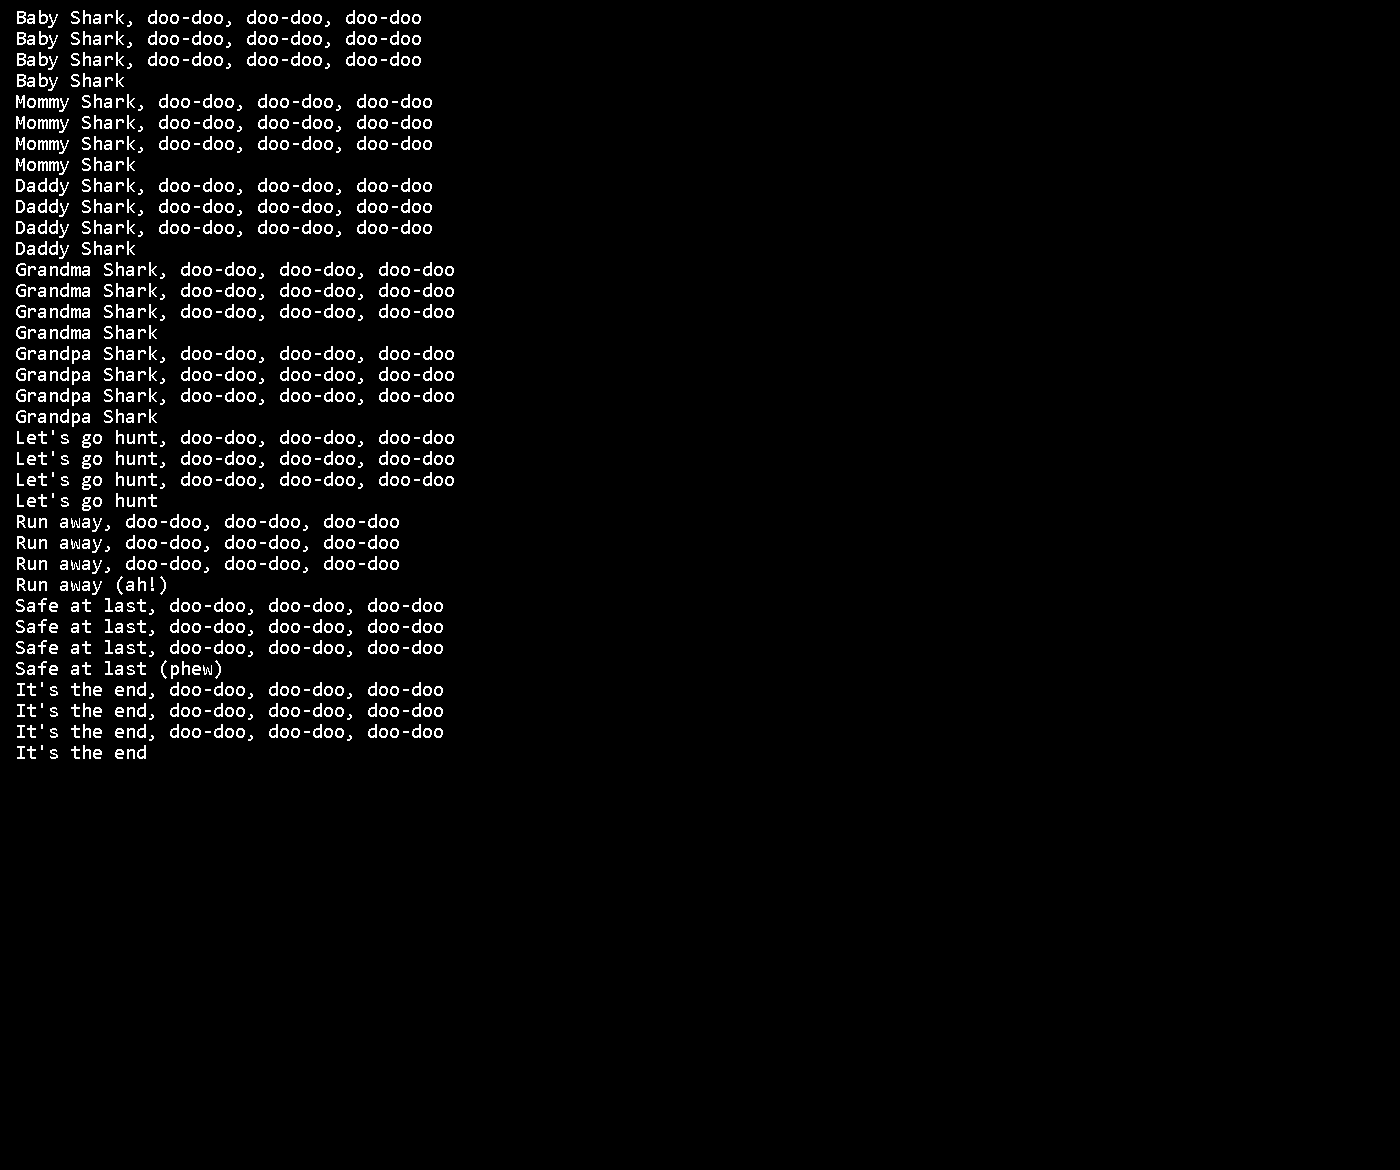 Baby Shark, doo-doo, doo-doo, doo-doo
Baby Shark, doo-doo, doo-doo, doo-doo
Baby Shark, doo-doo, doo-doo, doo-doo
Baby Shark
Mommy Shark, doo-doo, doo-doo, doo-doo
Mommy Shark, doo-doo, doo-doo, doo-doo
Mommy Shark, doo-doo, doo-doo, doo-doo
Mommy Shark
Daddy Shark, doo-doo, doo-doo, doo-doo
Daddy Shark, doo-doo, doo-doo, doo-doo
Daddy Shark, doo-doo, doo-doo, doo-doo
Daddy Shark
Grandma Shark, doo-doo, doo-doo, doo-doo
Grandma Shark, doo-doo, doo-doo, doo-doo
Grandma Shark, doo-doo, doo-doo, doo-doo
Grandma Shark
Grandpa Shark, doo-doo, doo-doo, doo-doo
Grandpa Shark, doo-doo, doo-doo, doo-doo
Grandpa Shark, doo-doo, doo-doo, doo-doo
Grandpa Shark
Let's go hunt, doo-doo, doo-doo, doo-doo
Let's go hunt, doo-doo, doo-doo, doo-doo
Let's go hunt, doo-doo, doo-doo, doo-doo
Let's go hunt
Run away, doo-doo, doo-doo, doo-doo
Run away, doo-doo, doo-doo, doo-doo
Run away, doo-doo, doo-doo, doo-doo
Run away (ah!)
Safe at last, doo-doo, doo-doo, doo-doo
Safe at last, doo-doo, doo-doo, doo-doo
Safe at last, doo-doo, doo-doo, doo-doo
Safe at last (phew)
It's the end, doo-doo, doo-doo, doo-doo
It's the end, doo-doo, doo-doo, doo-doo
It's the end, doo-doo, doo-doo, doo-doo
It's the end